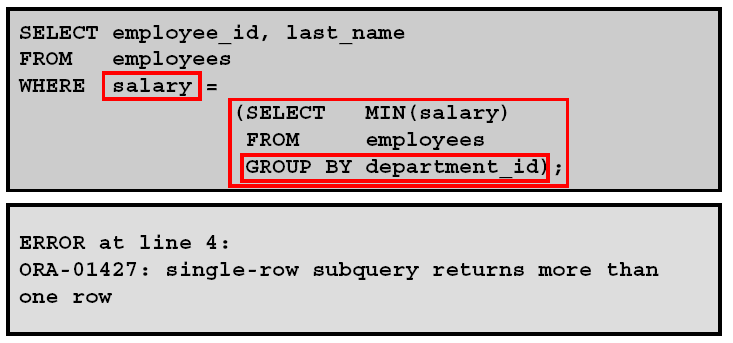 SELECT employee_id, last_name
FROM employees
WHERE salary =
(SELECT MIN(salary)
FROM employees
GROUP BY department_id);
ERROR at line 4:
ORA-01427: single-row subquery returns more than
one row